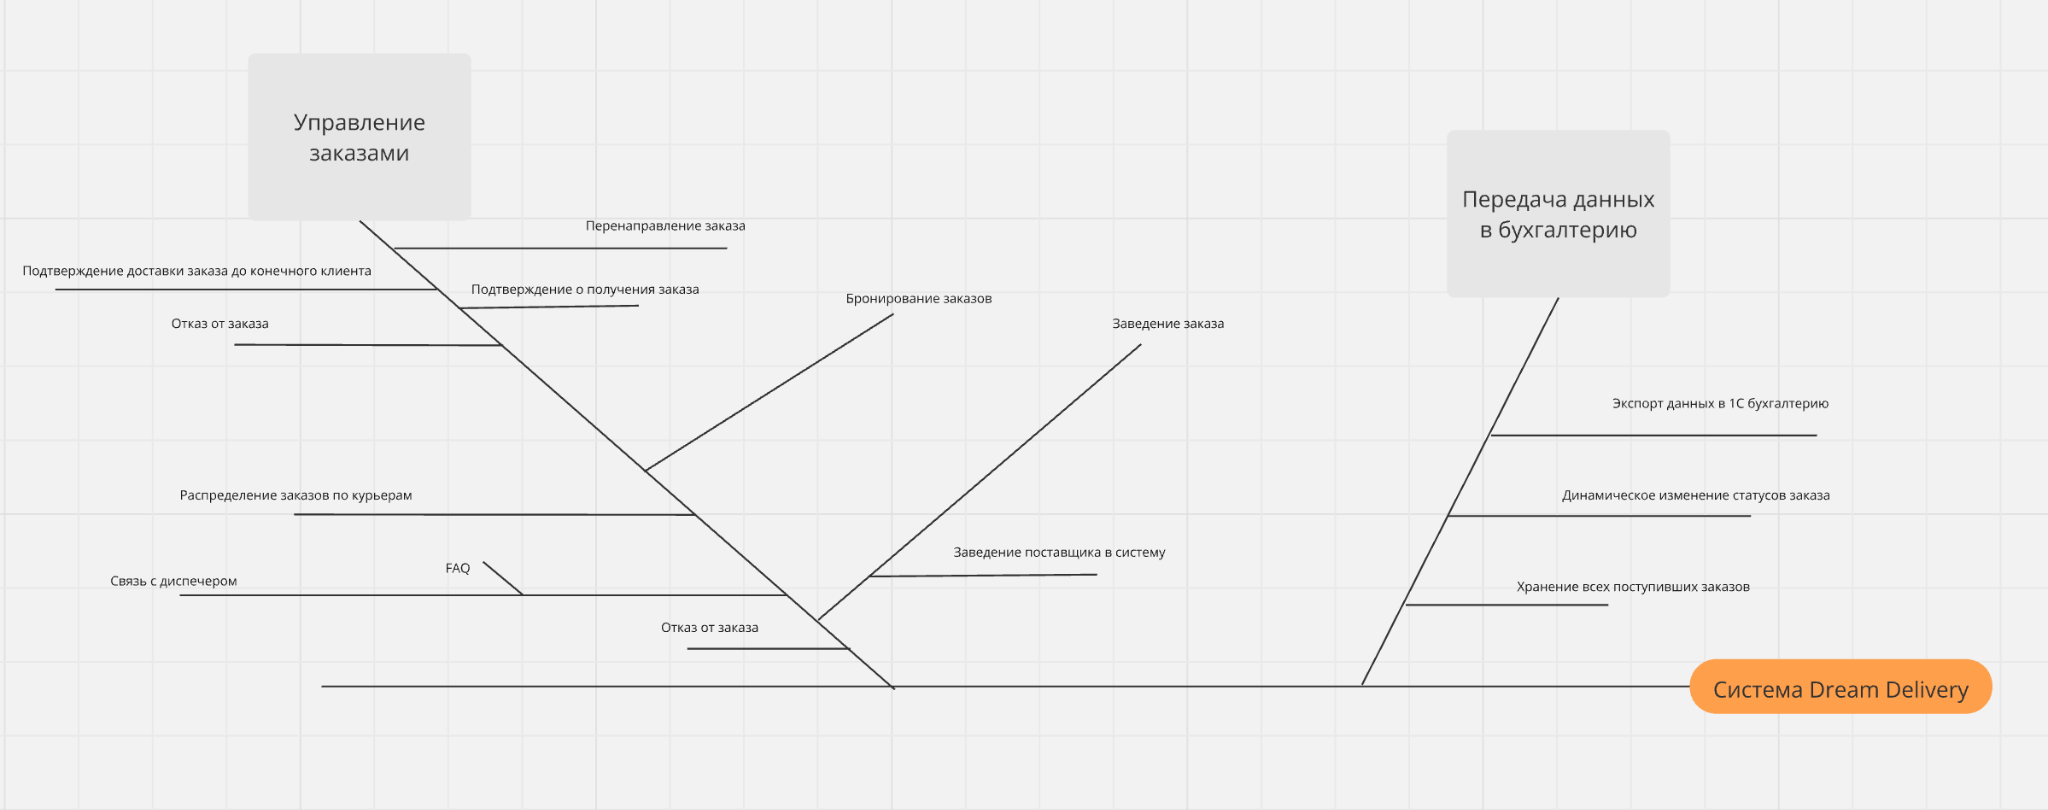 Управление
заказами
Передача данных
в бухгалтерию
Перенаправление заказа
Подтверждение доставки заказа до конечного клиента
Подтверждение о получения заказа
Бронирование заказов
Отказ от заказа
Заведение заказа
Экспорт данных в 1С бухгалтерию
Распределение заказов по курьерам
Динамическое изменение статусов заказа
Заведение поставщика в систему
FAQ
Связь с диспечером
Хранение всех поступивших заказов
Отказ от заказа
Система Dream Delivery